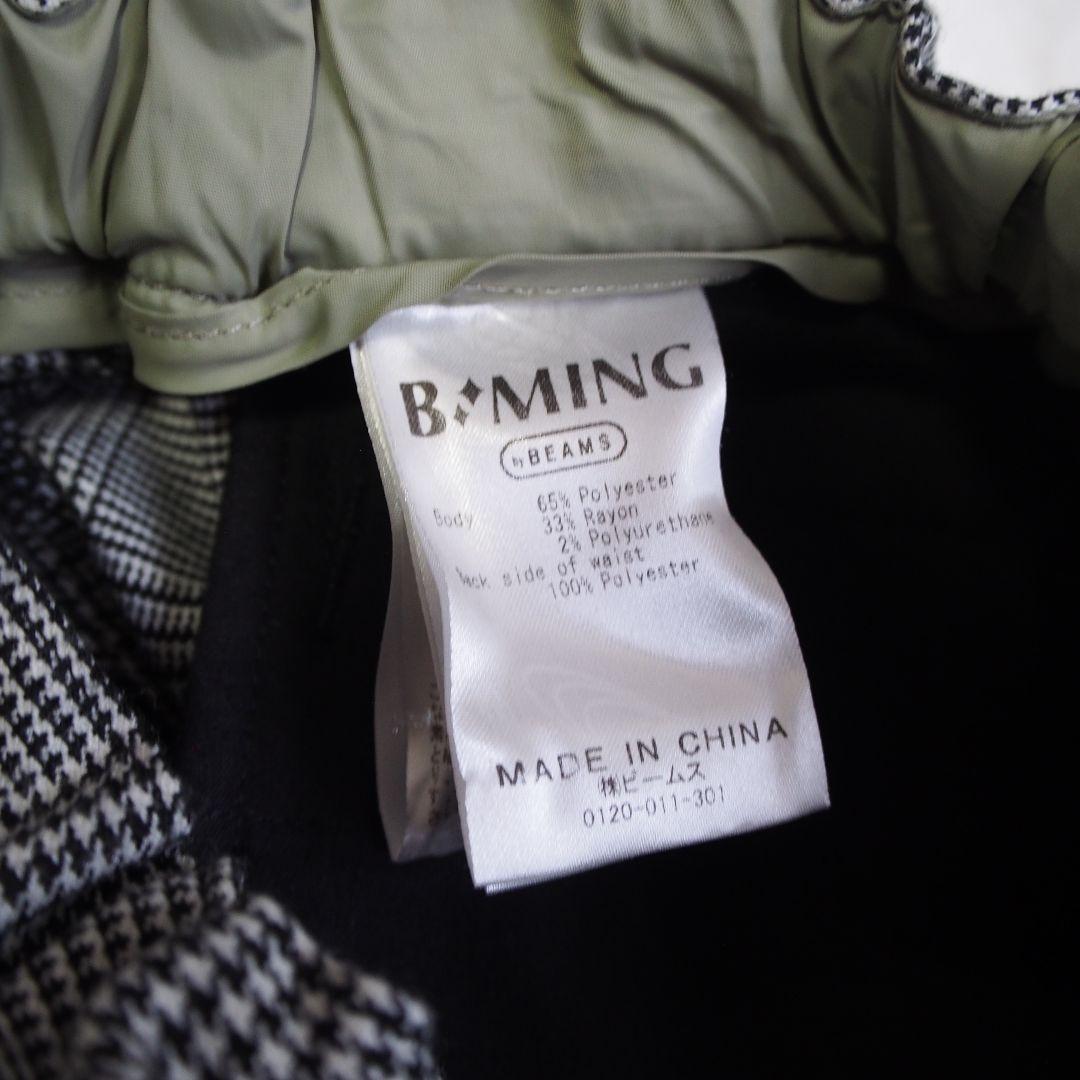 B:MING
by BEAMS
Body 65% Polyester
33% Rayon
2% Polyurethane
Back side of waist
100% Polyester
MADE IN CHINA
㈱ビームス
0120-011-301